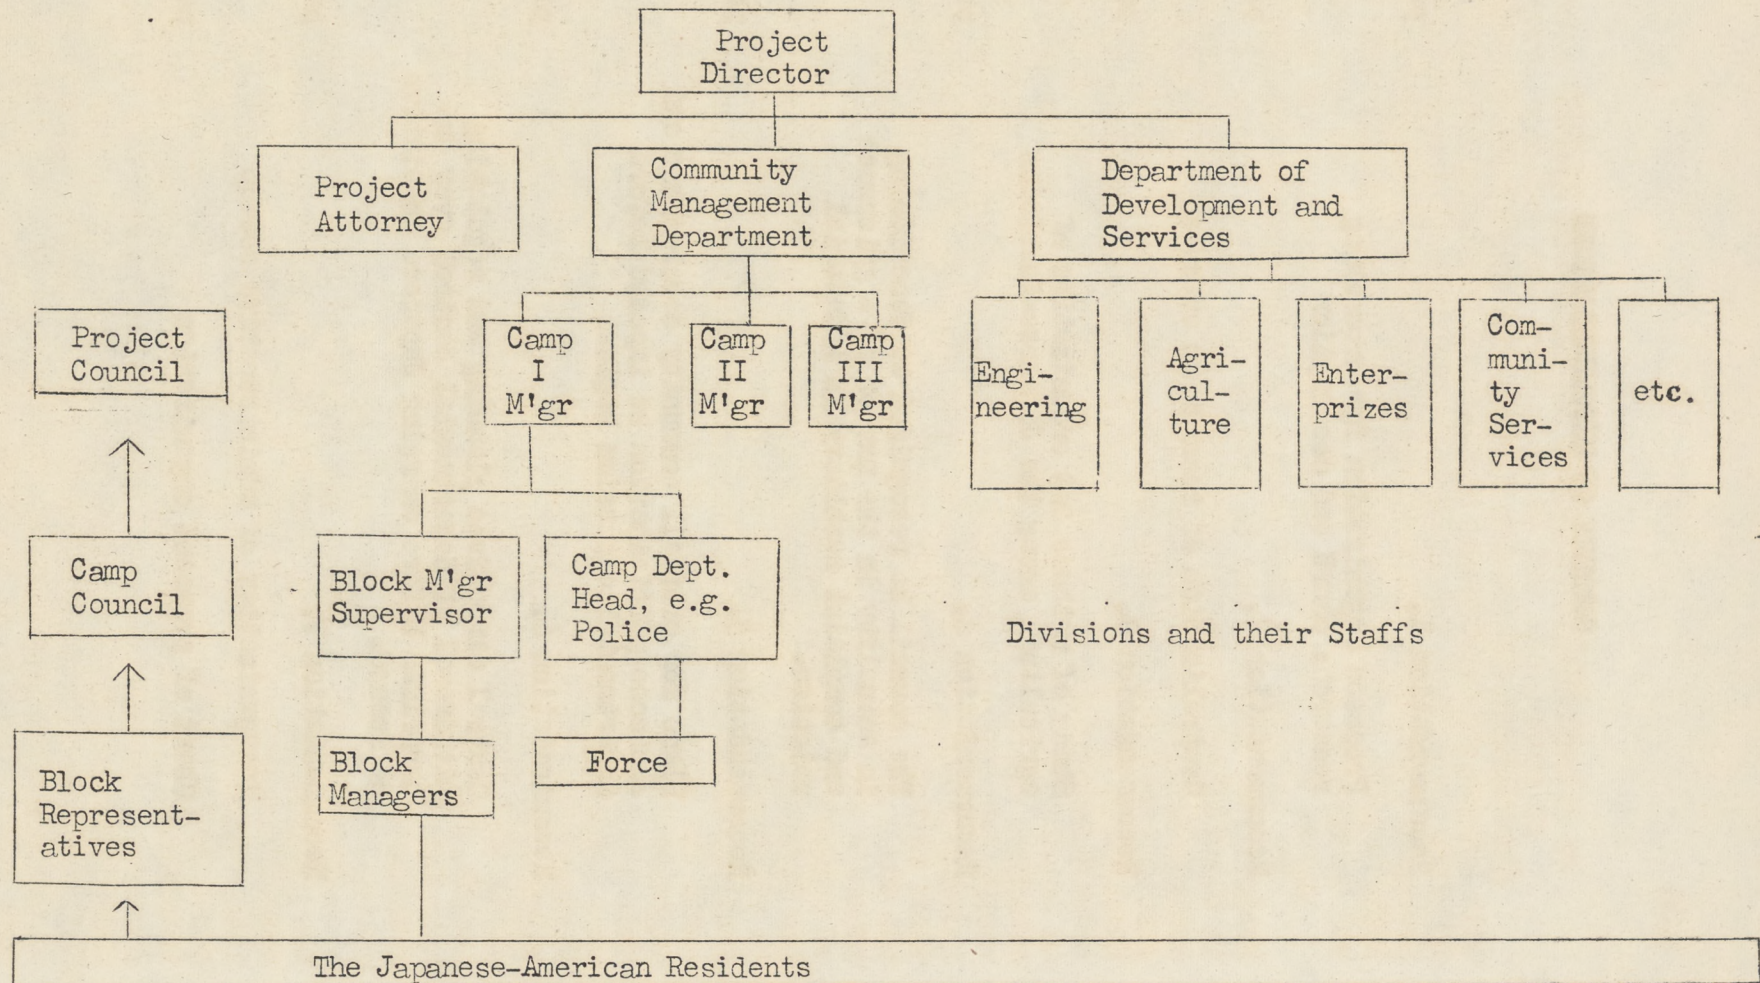 Project
Director
Project
Attorney
Community
Management
Department
Department of
Development and
Services
Project
Council
Camp
I
M'gr
Camp
II
M'gr
Camp
III
M'gr
Engi-
neering
Agri-
cul-
ture
Enter-
prizes
Com-
muni-
ty
Ser-
vices
etc.
Camp
Council
Block M'gr
Supervisor
Camp Dept.
Head, e.g.
Police
Divisions and their Staffs
Block
Represent-
atives
Block
Managers
Force
The Japanese-American Residents